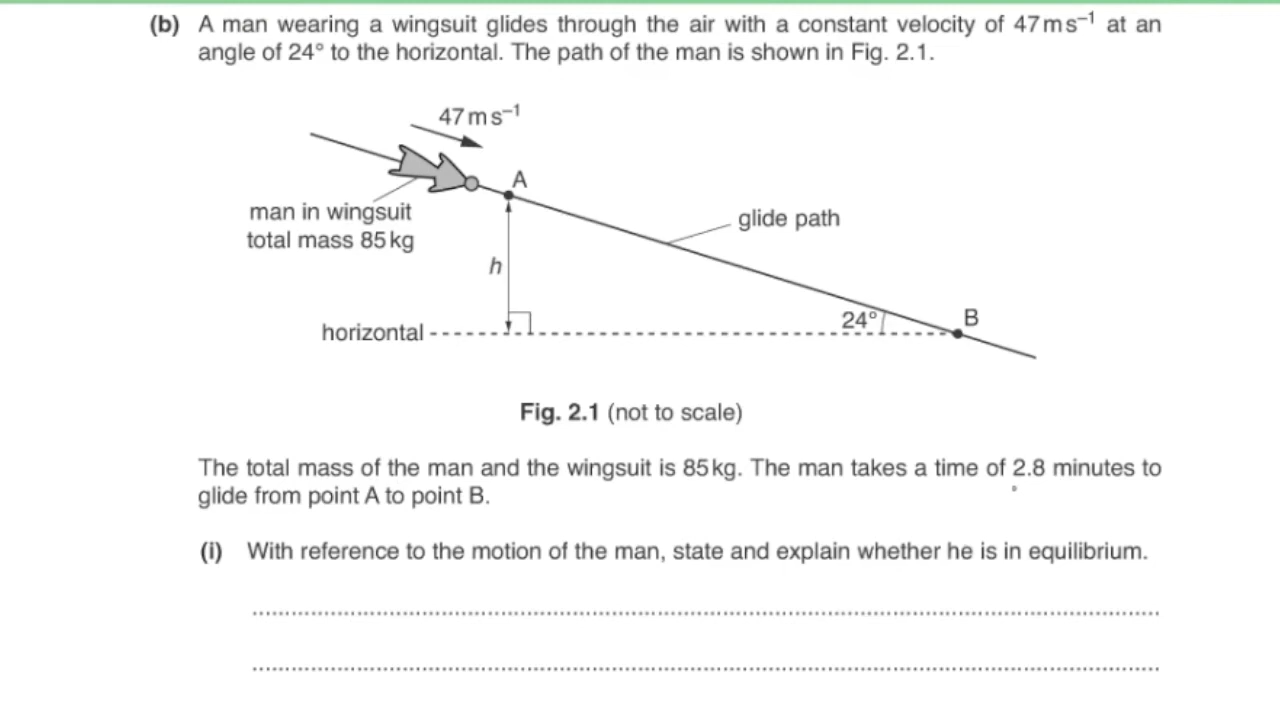 (b) A man wearing a wingsuit glides through the air with a constant velocity of 47 m s⁻¹ at an
angle of 24° to the horizontal. The path of the man is shown in Fig. 2.1.
47 m s⁻¹
A
man in wingsuit
total mass 85 kg
glide path
h
horizontal
24°
B
Fig. 2.1 (not to scale)
The total mass of the man and the wingsuit is 85 kg. The man takes a time of 2.8 minutes to
glide from point A to point B.
(i) With reference to the motion of the man, state and explain whether he is in equilibrium.